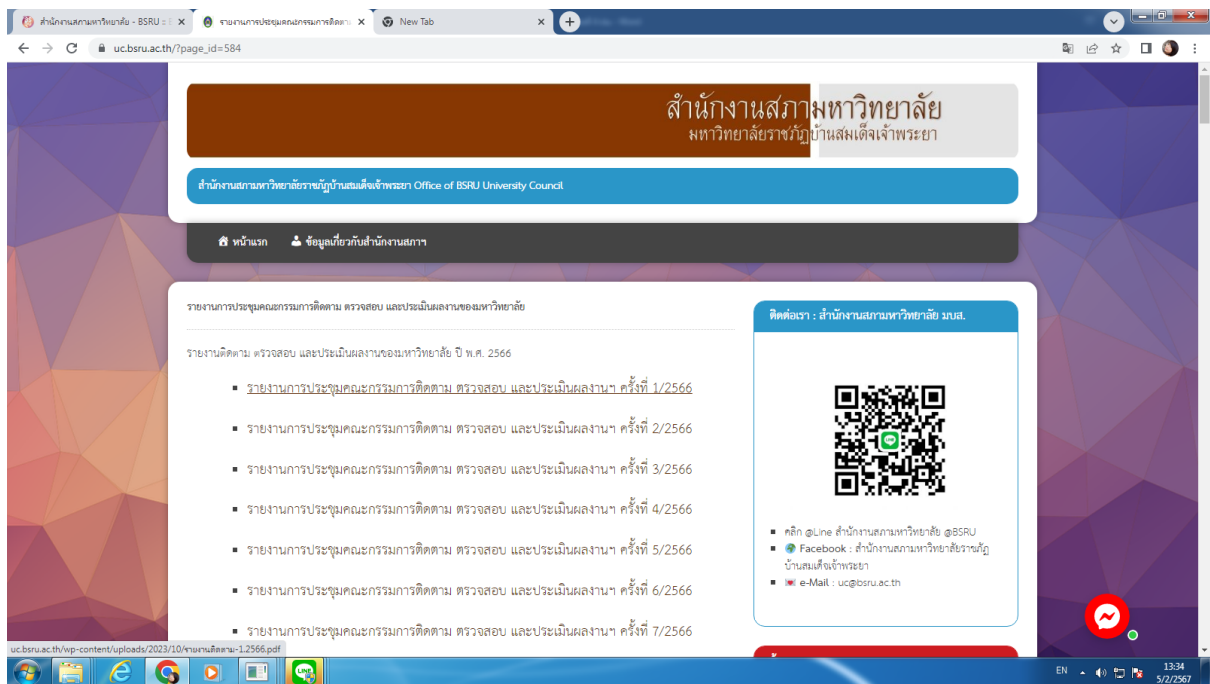 สำนักงานสภามหาวิทยาลัย - BSRU :: 
รายงานการประชุมคณะกรรมการติดตาม
New Tab
uc.bsru.ac.th/?page_id=584
สำนักงานสภามหาวิทยาลัย
มหาวิทยาลัยราชภัฏบ้านสมเด็จเจ้าพระยา
สำนักงานสภามหาวิทยาลัยราชภัฏบ้านสมเด็จเจ้าพระยา Office of BSRU University Council
หน้าแรก ข้อมูลเกี่ยวกับสำนักงานสภาฯ
รายงานการประชุมคณะกรรมการติดตาม ตรวจสอบ และประเมินผลงานของมหาวิทยาลัย
รายงานติดตาม ตรวจสอบ และประเมินผลงานของมหาวิทยาลัย ปี พ.ศ. 2566
รายงานการประชุมคณะกรรมการติดตาม ตรวจสอบ และประเมินผลงานฯ ครั้งที่ 1/2566
รายงานการประชุมคณะกรรมการติดตาม ตรวจสอบ และประเมินผลงานฯ ครั้งที่ 2/2566
รายงานการประชุมคณะกรรมการติดตาม ตรวจสอบ และประเมินผลงานฯ ครั้งที่ 3/2566
รายงานการประชุมคณะกรรมการติดตาม ตรวจสอบ และประเมินผลงานฯ ครั้งที่ 4/2566
รายงานการประชุมคณะกรรมการติดตาม ตรวจสอบ และประเมินผลงานฯ ครั้งที่ 5/2566
รายงานการประชุมคณะกรรมการติดตาม ตรวจสอบ และประเมินผลงานฯ ครั้งที่ 6/2566
รายงานการประชุมคณะกรรมการติดตาม ตรวจสอบ และประเมินผลงานฯ ครั้งที่ 7/2566
ติดต่อเรา : สำนักงานสภามหาวิทยาลัย มบส.
LINE
คลิก @Line สำนักงานสภามหาวิทยาลัย @BSRU
Facebook : สำนักงานสภามหาวิทยาลัยราชภัฏ
บ้านสมเด็จเจ้าพระยา
e-Mail : uc@bsru.ac.th
uc.bsru.ac.th/wp-content/uploads/2023/10/รายงานติดตาม-1.2566.pdf
LINE
EN
13:34
5/2/2567